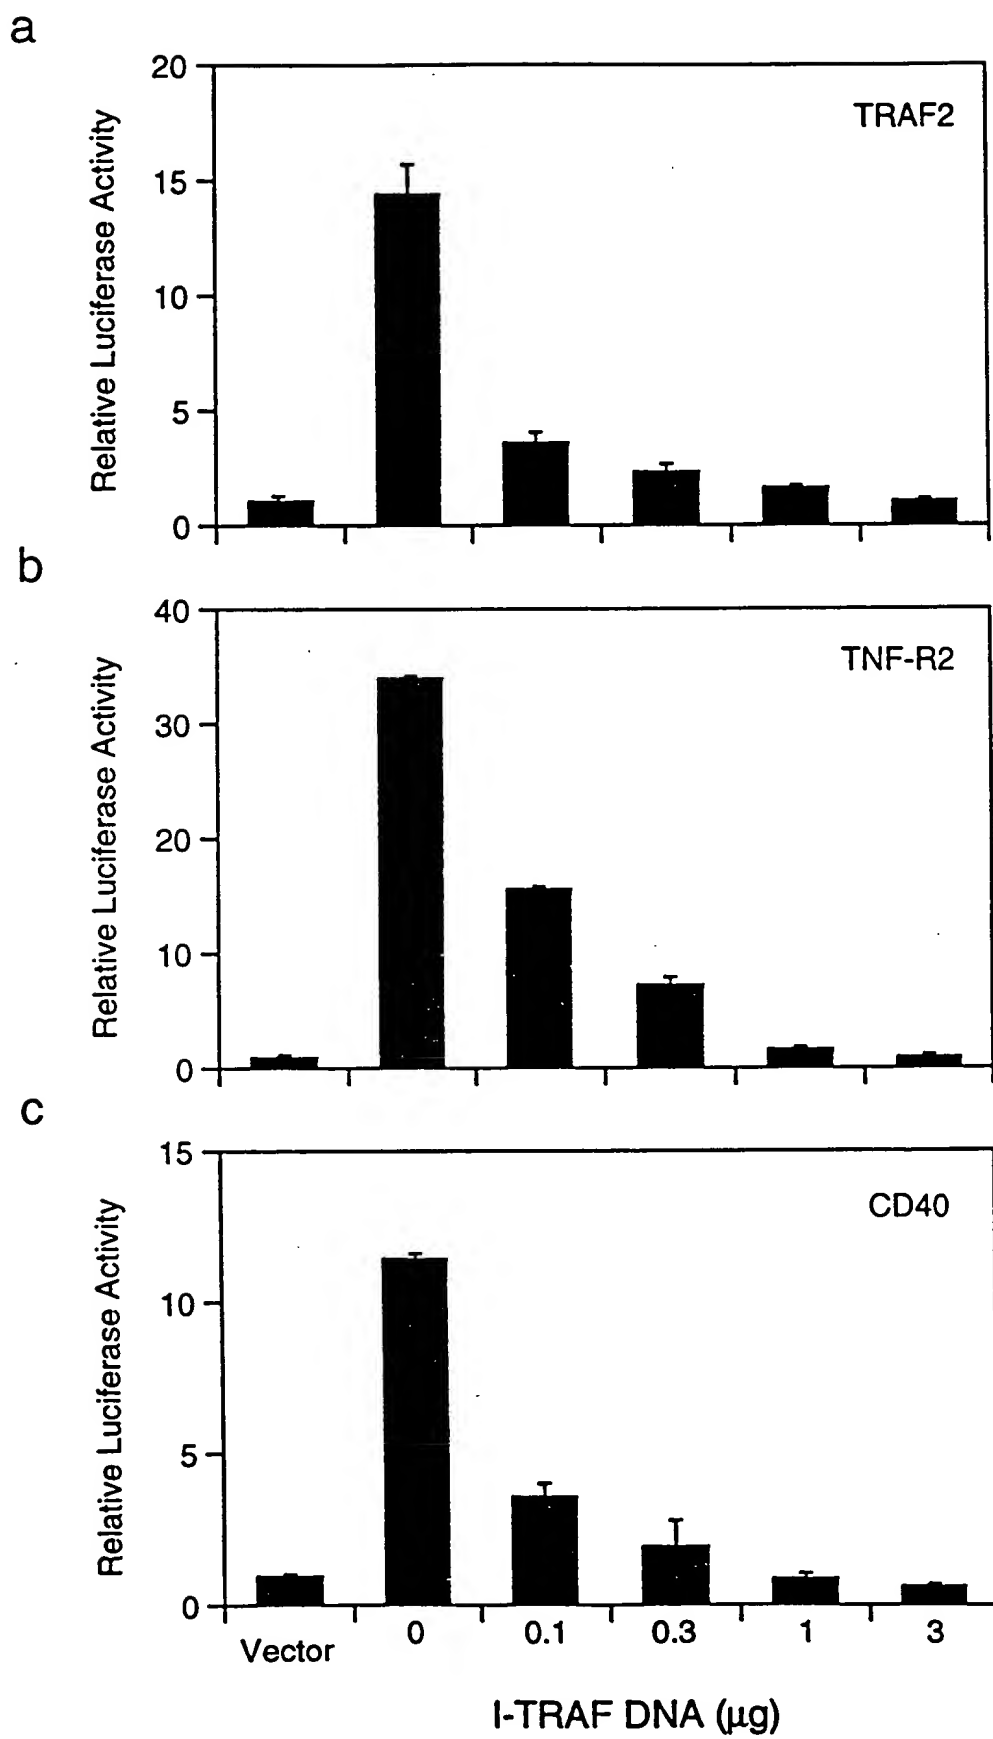 a
20
TRAF2
15
10
5
0
Relative Luciferase Activity
b
40
TNF-R2
30
20
10
0
Relative Luciferase Activity
c
15
CD40
10
5
0
Relative Luciferase Activity
Vector 0 0.1 0.3 1 3
I-TRAF DNA (μg)